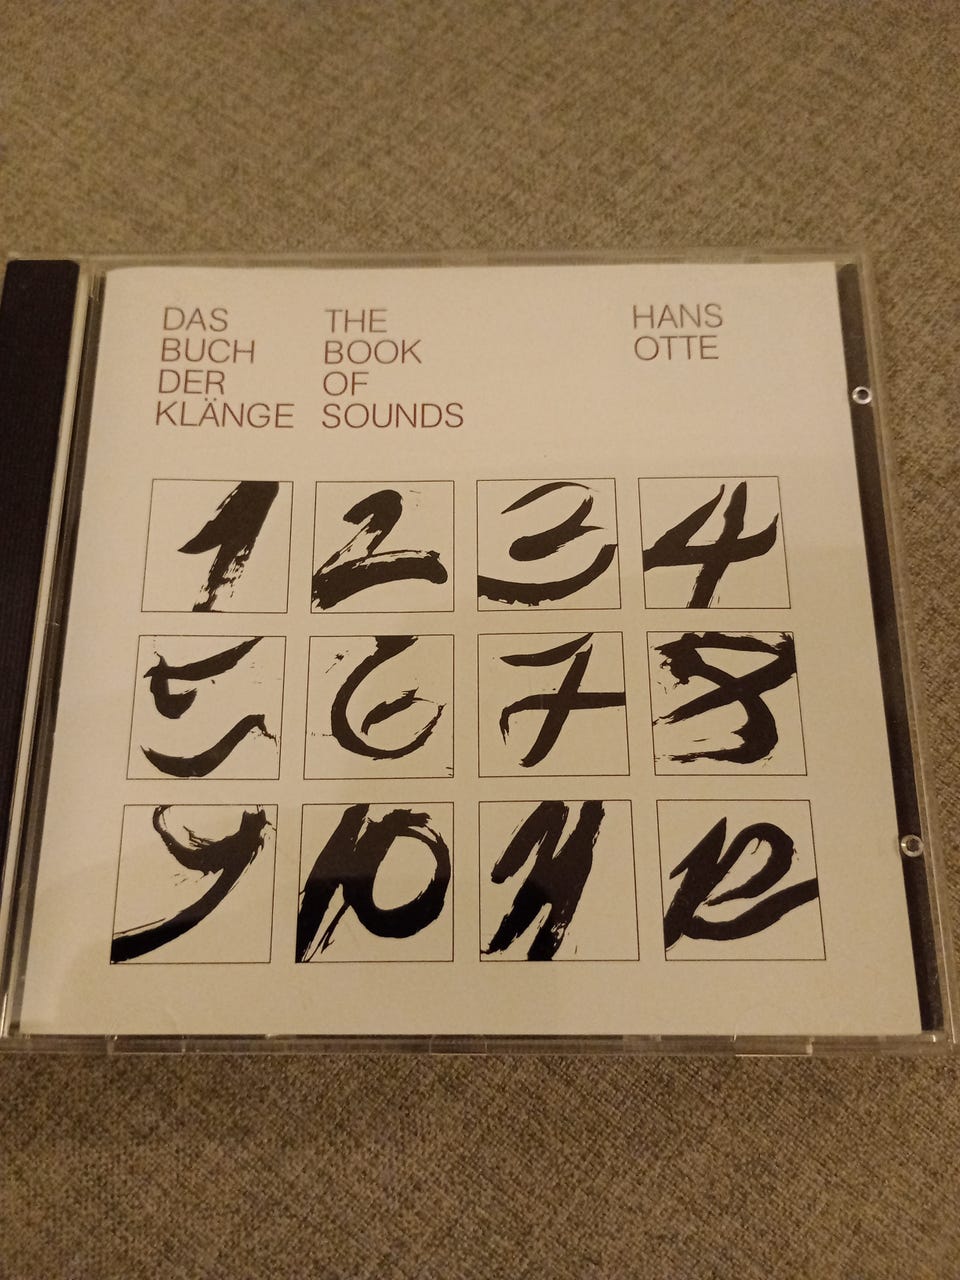 DAS
BUCH
DER
KLÄNGE
THE
BOOK
OF
SOUNDS
HANS
OTTE
1 2 3 4
5 6 7 8
9 10 11 12